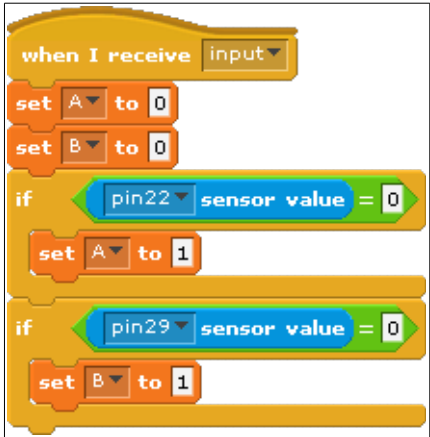 when I receive input
set A to 0
set B to 0
if pin22 sensor value = 0
set A to 1
if pin29 sensor value = 0
set B to 1